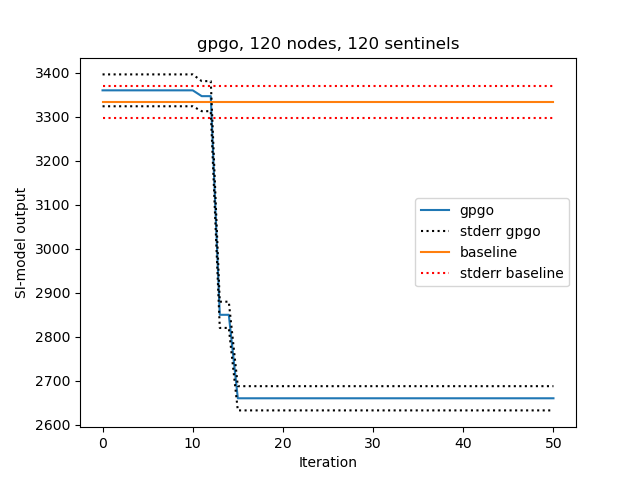 gpgo, 120 nodes, 120 sentinels
3400
3300
3200
3100
3000
2900
2800
2700
2600
SI-model output
gpgo
stderr gpgo
baseline
stderr baseline
0
10
20
30
40
50
Iteration